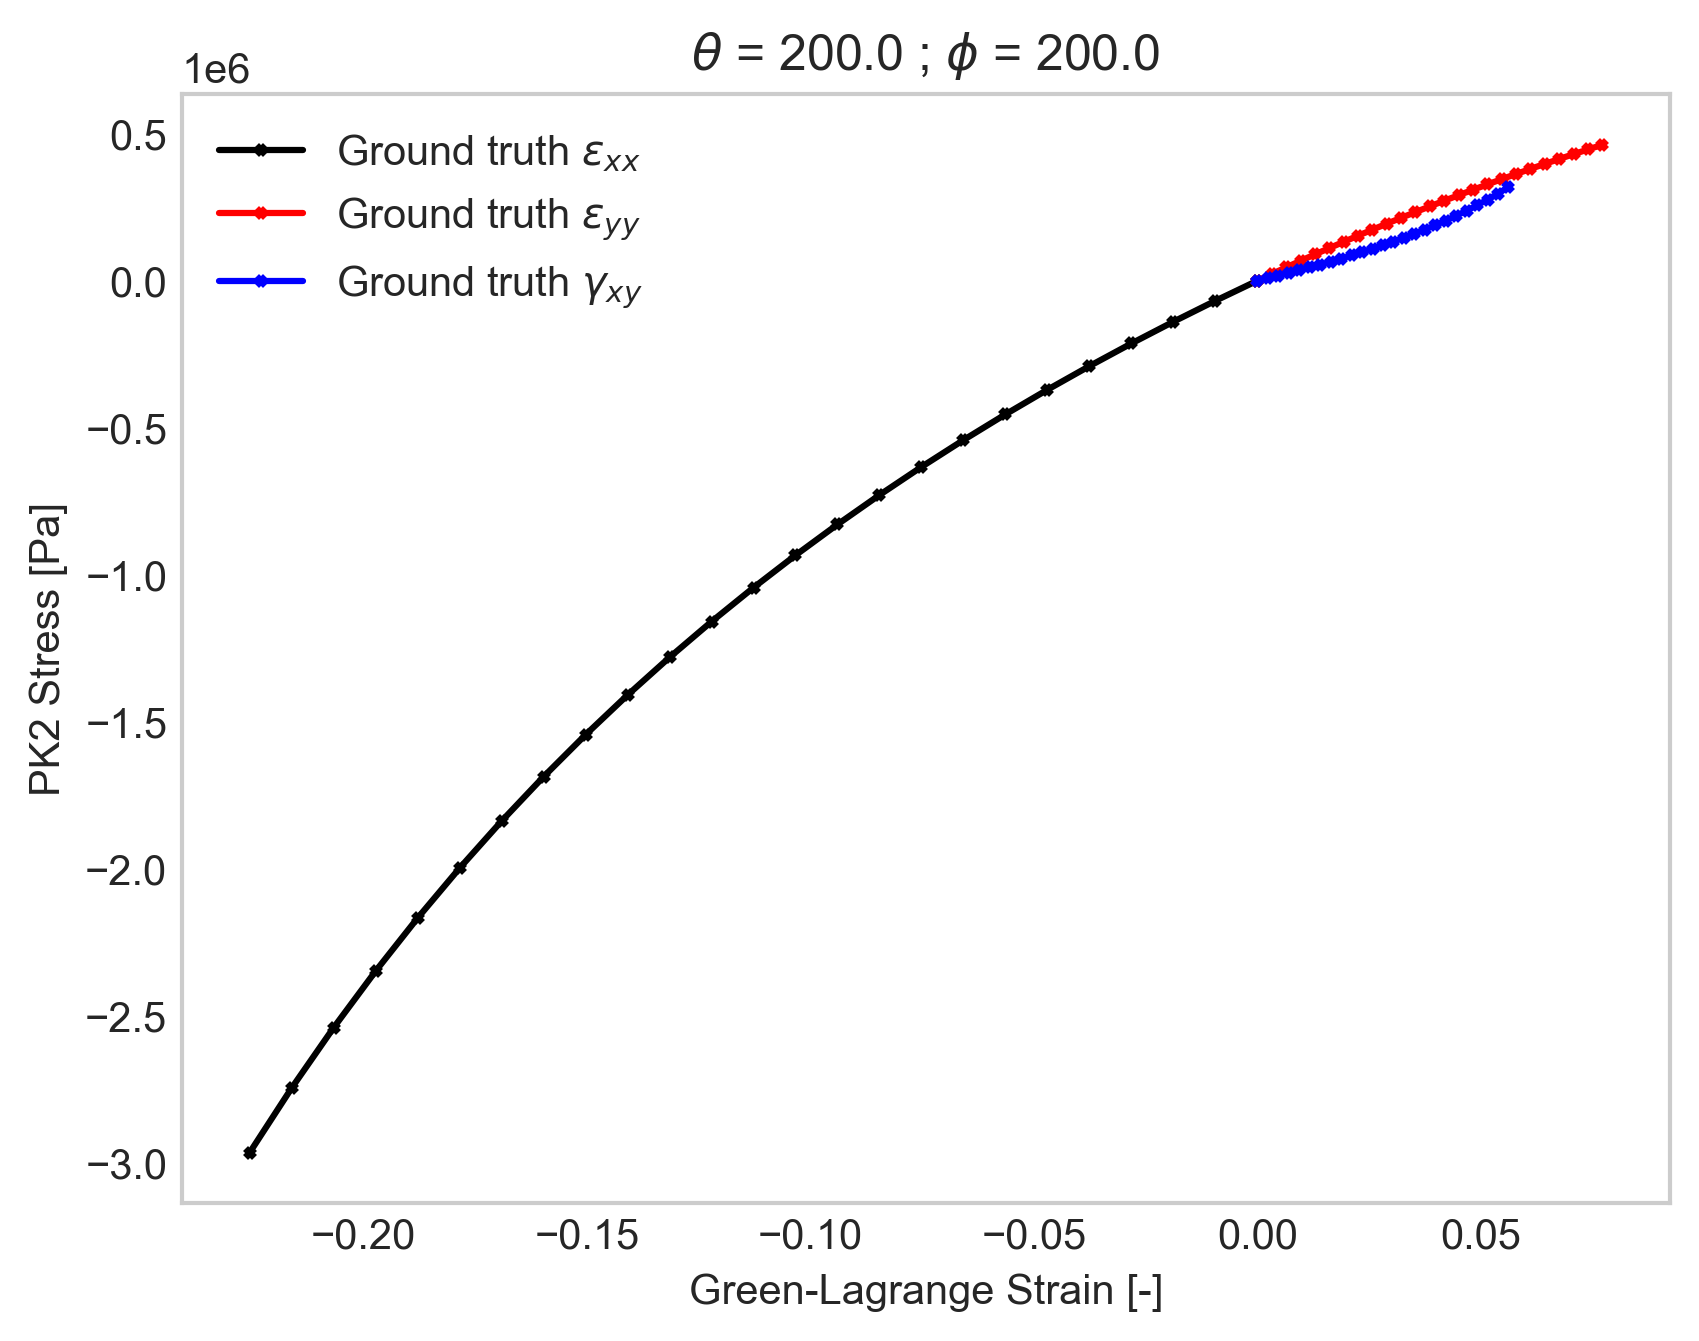 θ = 200.0 ; ϕ = 200.0
1e6
0.5
0.0
−0.5
−1.0
−1.5
−2.0
−2.5
−3.0
PK2 Stress [Pa]
Ground truth εxx
Ground truth εyy
Ground truth γxy
−0.20 −0.15 −0.10 −0.05 0.00 0.05
Green-Lagrange Strain [-]